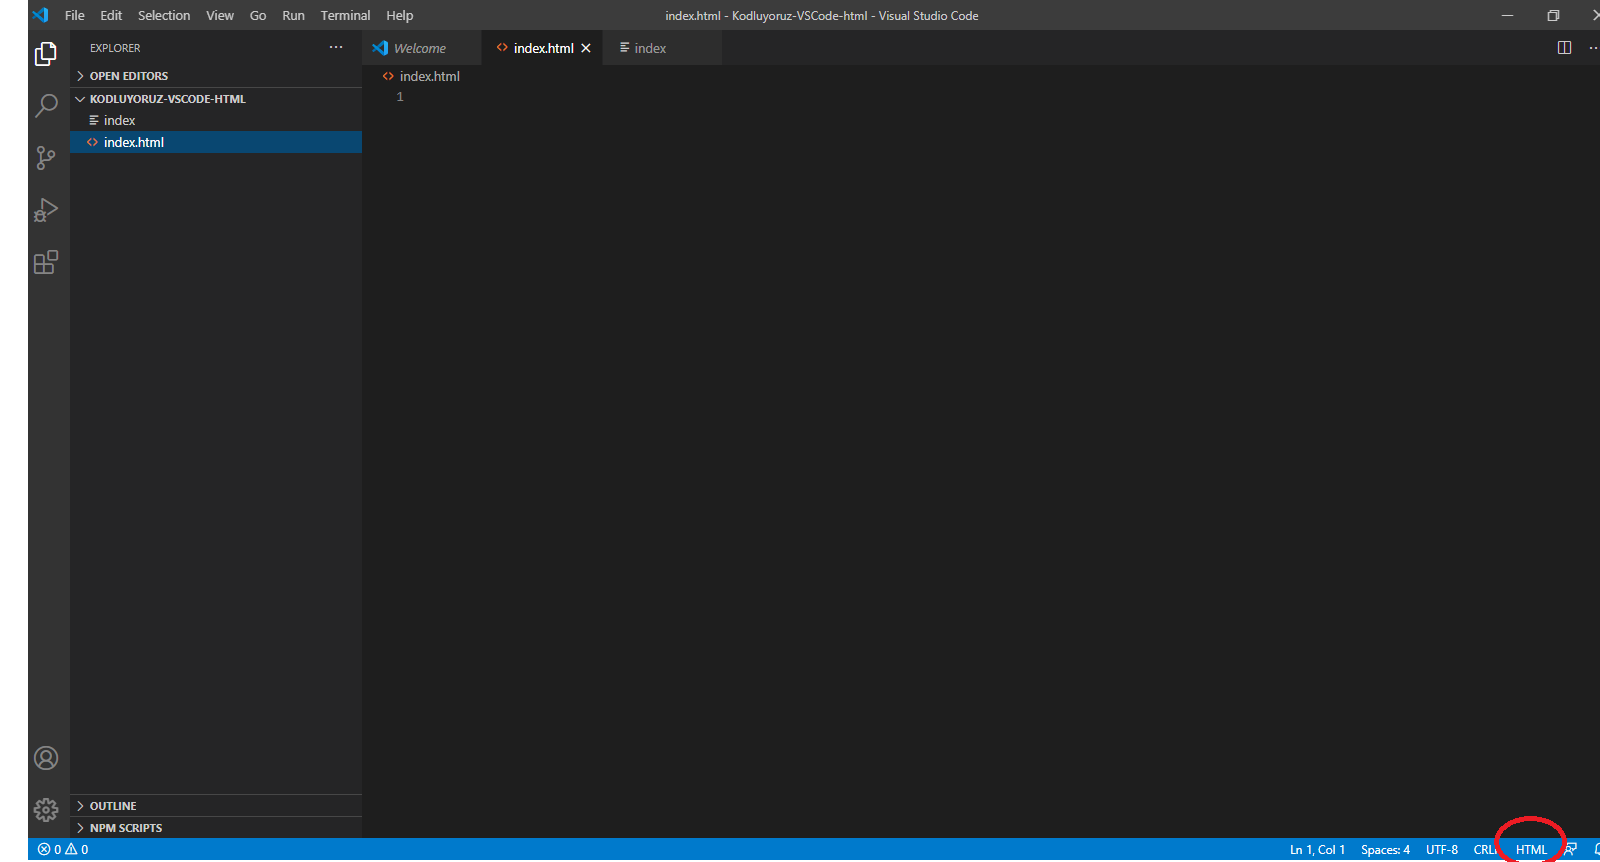 File Edit Selection View Go Run Terminal Help
index.html - Kodluyoruz-VSCode-html - Visual Studio Code
EXPLORER
Welcome
index.html
index
OPEN EDITORS
index.html
KODLUYORUZ-VSCODE-HTML
1
index
index.html
OUTLINE
NPM SCRIPTS
0 0
Ln 1, Col 1 Spaces: 4 UTF-8 HTML